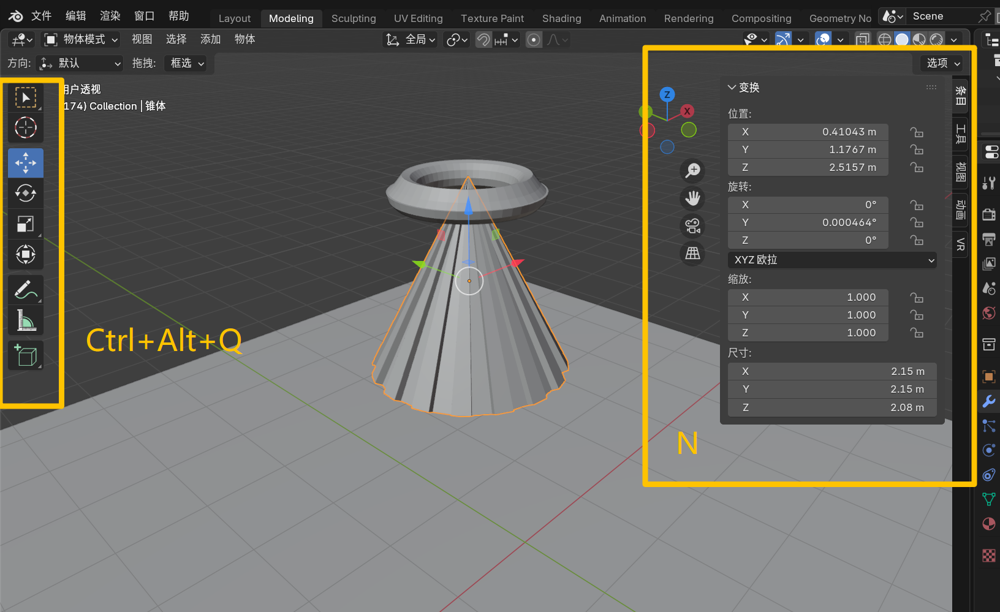 文件 编辑 渲染 窗口 帮助 Layout Modeling Sculpting UV Editing Texture Paint Shading Animation Rendering Compositing Geometry No Scene
物体模式 视图 选择 添加 物体 全局
方向: 默认 拖拽: 框选 选项
用户透视
174) Collection | 锥体
Ctrl+Alt+Q
Z
X
变换
位置:
X 0.41043 m
Y 1.1767 m
Z 2.5157 m
旋转:
X 0°
Y 0.000464°
Z 0°
XYZ 欧拉
缩放:
X 1.000
Y 1.000
Z 1.000
尺寸:
X 2.15 m
Y 2.15 m
Z 2.08 m
条目
工具
视图
动画
VR
N